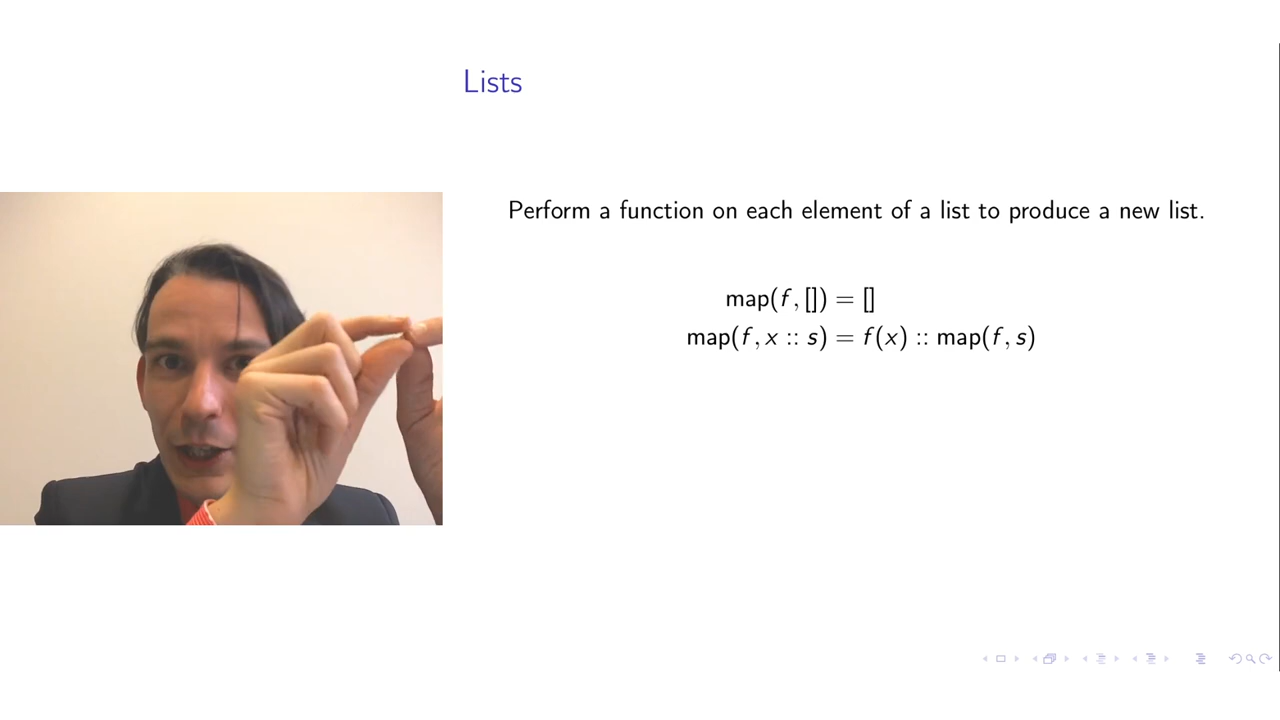 Lists
Perform a function on each element of a list to produce a new list.
map(f, []) = []
map(f, x :: s) = f(x) :: map(f, s)